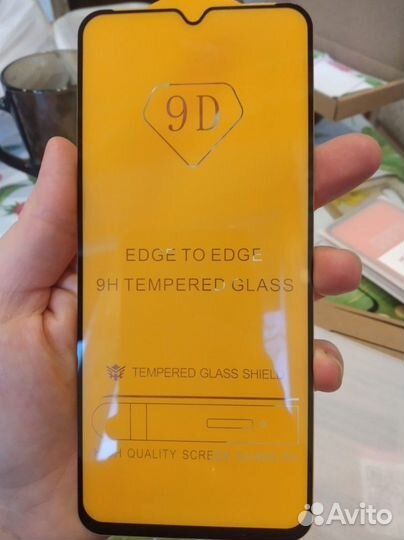 9D
EDGE TO EDGE
9H TEMPERED GLASS
TEMPERED GLASS SHIELD
QUALITY
Avito